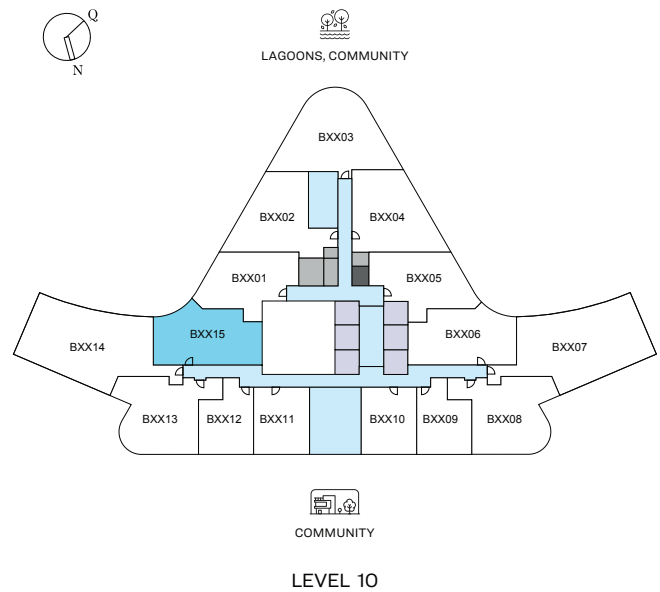 Q
N
LAGOONS, COMMUNITY
BXX03
BXX02
BXX04
BXX01
BXX05
BXX15
BXX06
BXX14
BXX07
BXX13
BXX12
BXX11
BXX10
BXX09
BXX08
COMMUNITY
LEVEL 10